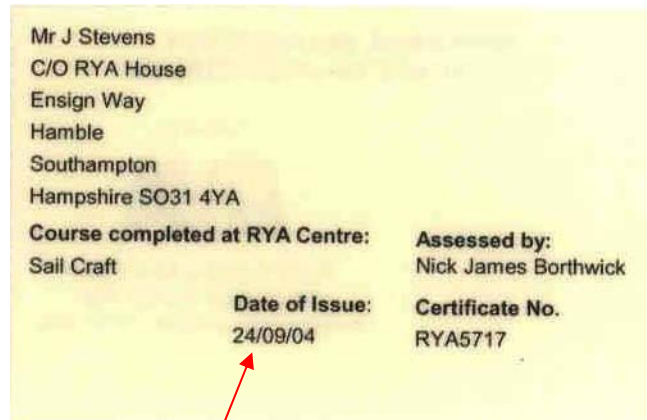 Mr J Stevens
C/O RYA House
Ensign Way
Hamble
Southampton
Hampshire SO31 4YA
Course completed at RYA Centre: Assessed by:
Sail Craft Nick James Borthwick
Date of Issue: Certificate No.
24/09/04 RYA5717